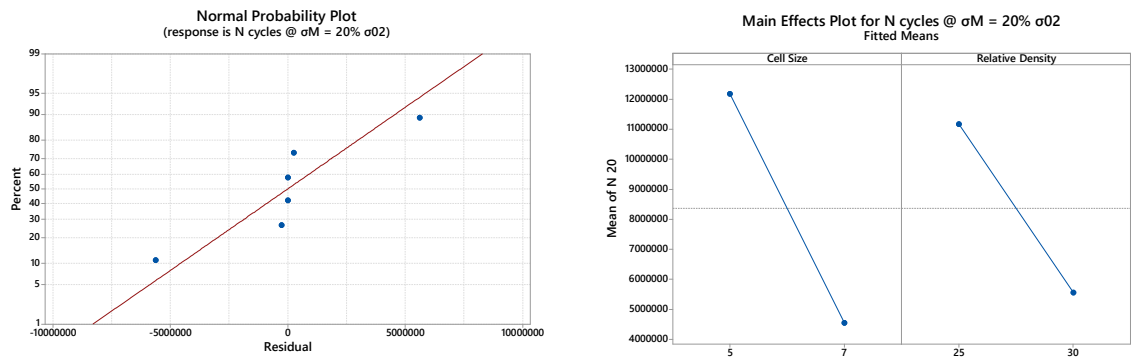 Normal Probability Plot
(response is N cycles @ σM = 20% σ02)
99
95
90
80
70
60
50
40
30
20
10
5
1
Percent
-10000000 -5000000 0 5000000 10000000
Residual
Main Effects Plot for N cycles @ σM = 20% σ02
Fitted Means
Cell Size Relative Density
13000000
12000000
11000000
10000000
9000000
8000000
7000000
6000000
5000000
4000000
Mean of N 20
5 7 25 30